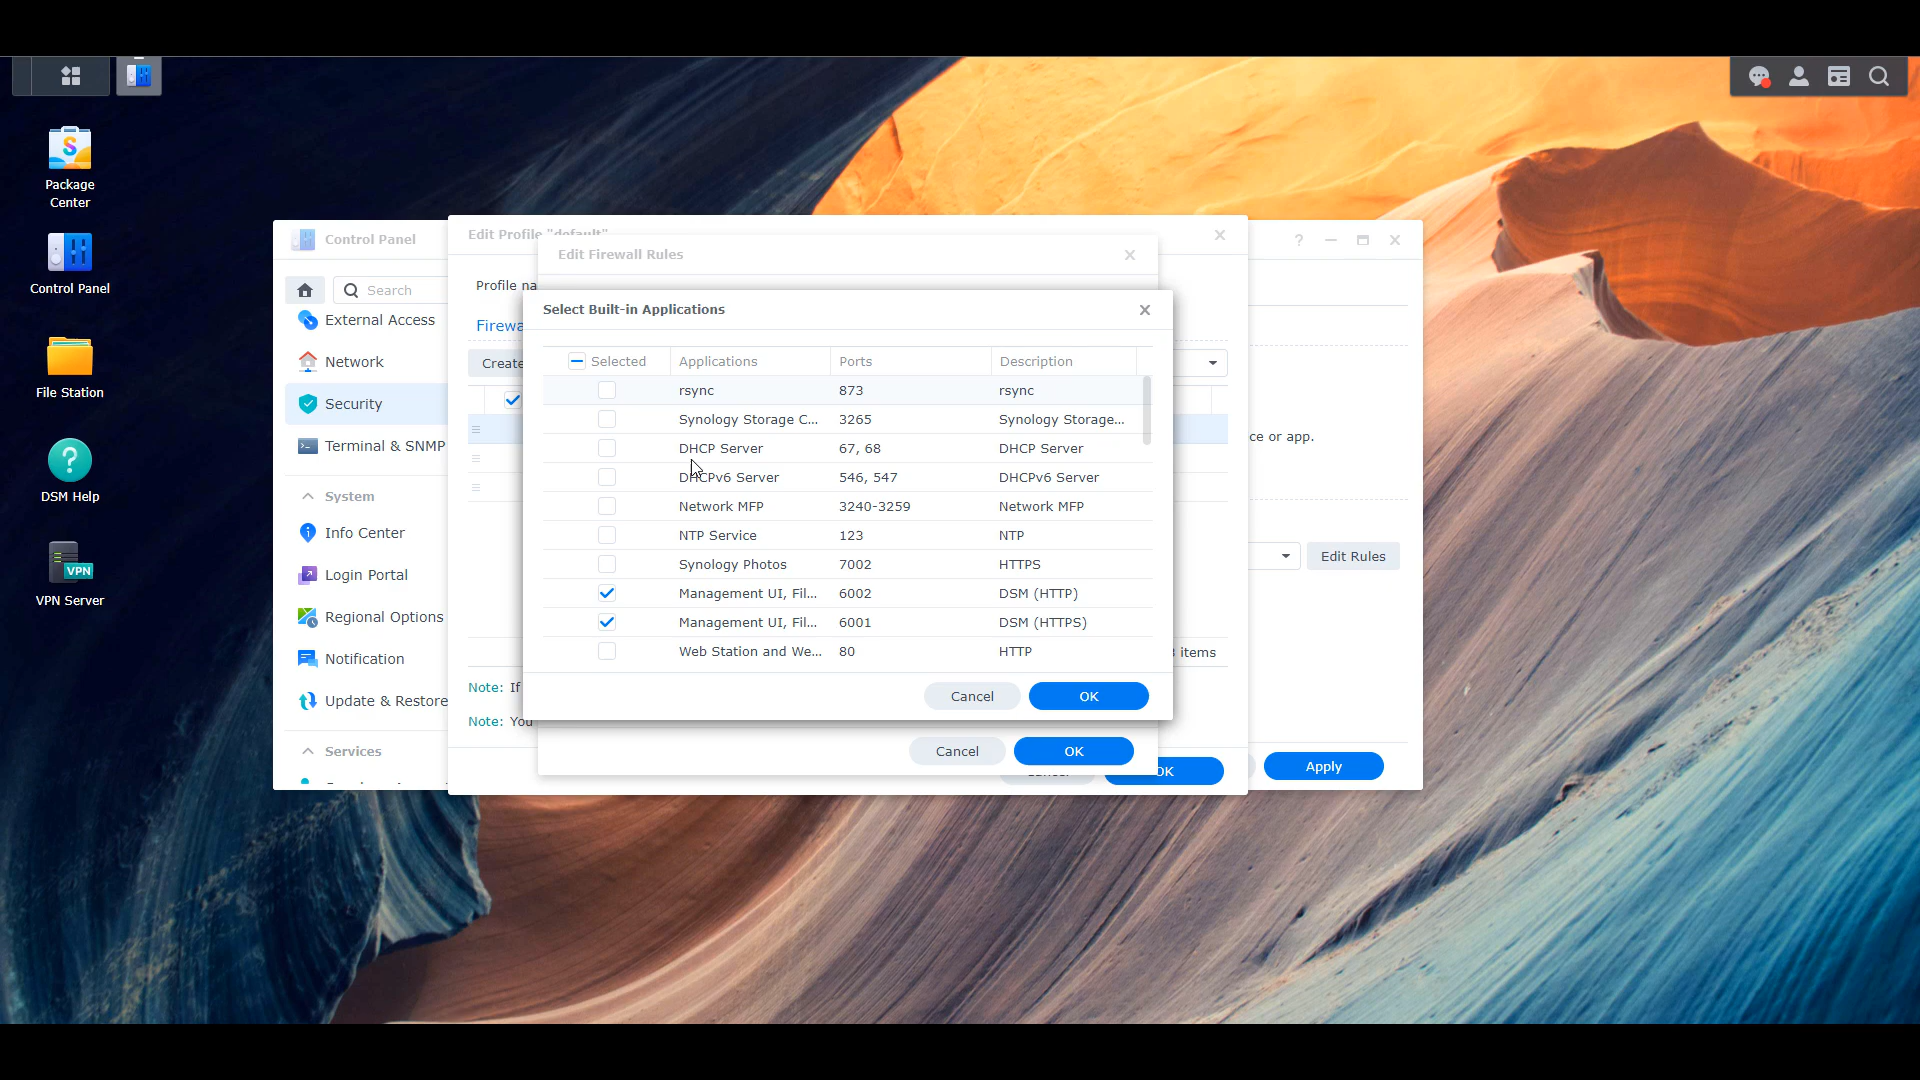 Package
Center
Control Panel
File Station
DSM Help
VPN
VPN Server
Control Panel
Search
External Access
Network
Security
Terminal & SNMP
System
Info Center
Login Portal
Regional Options
Notification
Update & Restore
Services
Edit Profile "default"
Profile na
Firewa
Create
Note: If
Note: You
items
OK
ce or app.
Edit Rules
Apply
Edit Firewall Rules
Cancel OK
Select Built-in Applications
Selected Applications Ports Description
rsync 873 rsync
Synology Storage C... 3265 Synology Storage...
DHCP Server 67, 68 DHCP Server
DHCPv6 Server 546, 547 DHCPv6 Server
Network MFP 3240-3259 Network MFP
NTP Service 123 NTP
Synology Photos 7002 HTTPS
Management UI, Fil... 6002 DSM (HTTP)
Management UI, Fil... 6001 DSM (HTTPS)
Web Station and We... 80 HTTP
Cancel OK